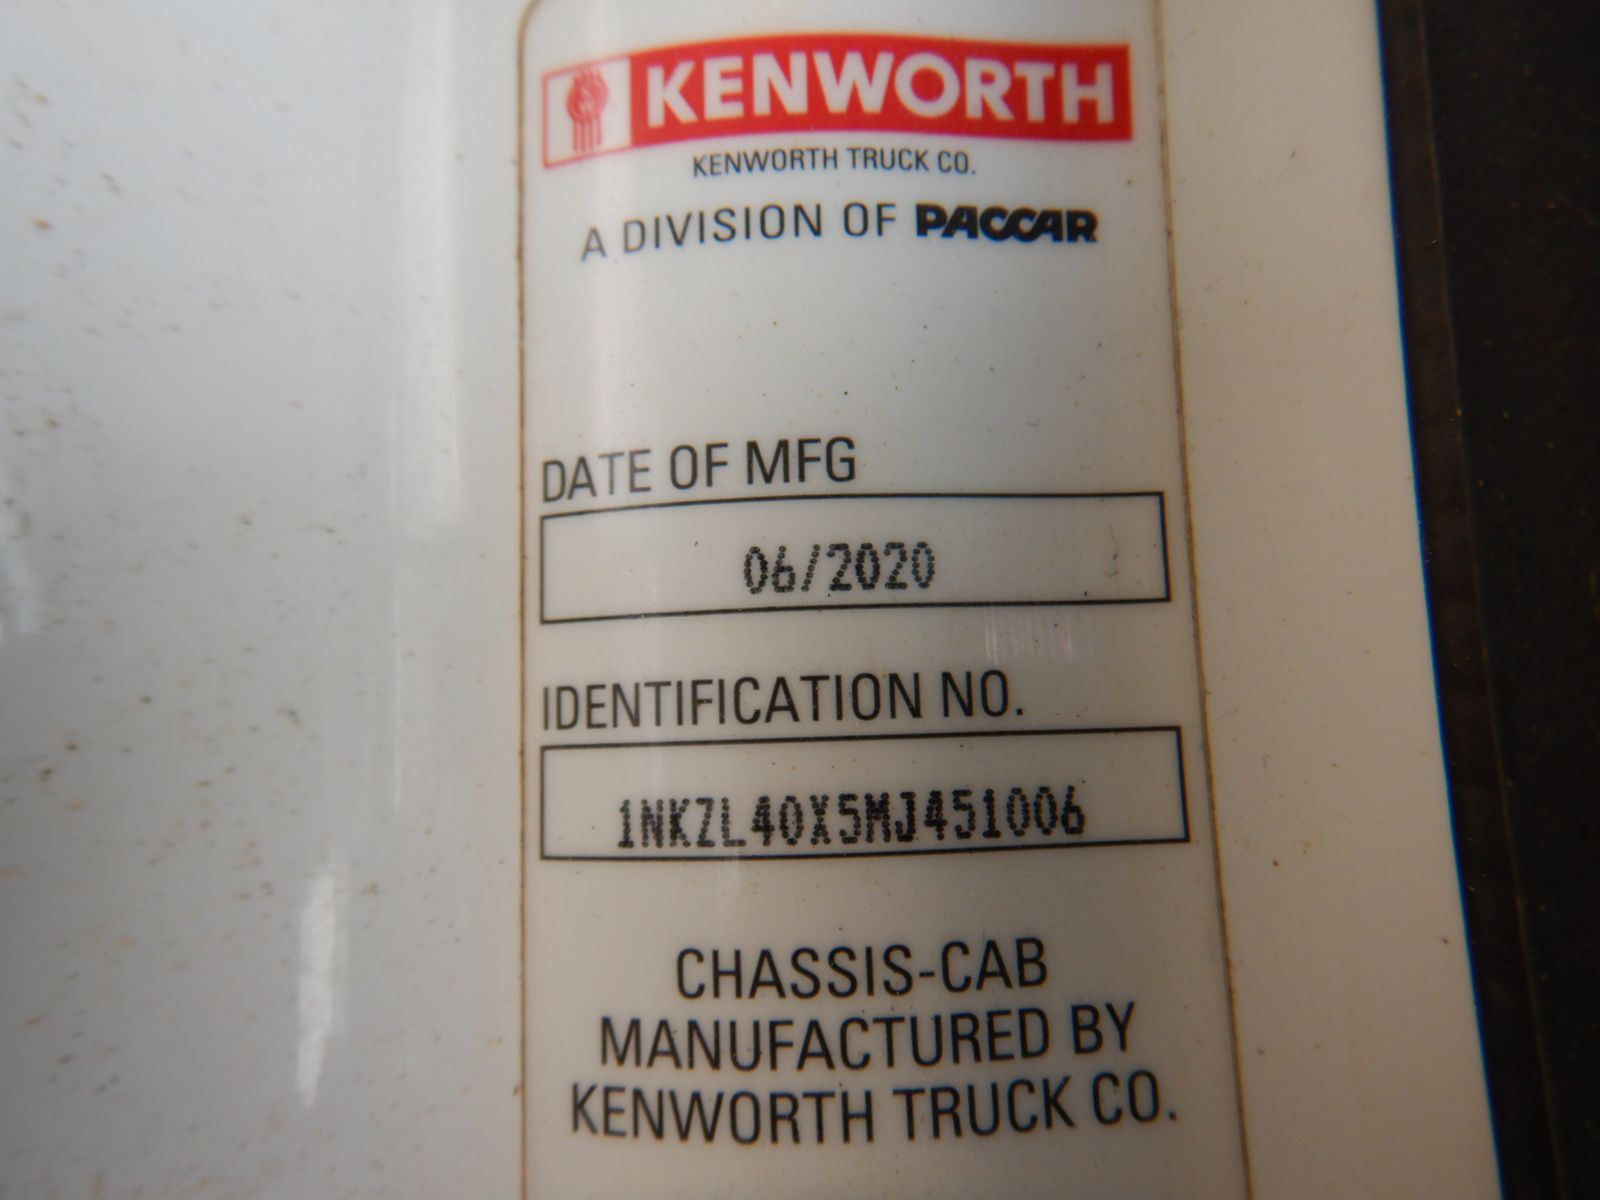 KENWORTH
KENWORTH TRUCK CO.
A DIVISION OF PACCAR
DATE OF MFG
06/2020
IDENTIFICATION NO.
1NKZL40X5MJ451006
CHASSIS-CAB
MANUFACTURED BY
KENWORTH TRUCK CO.